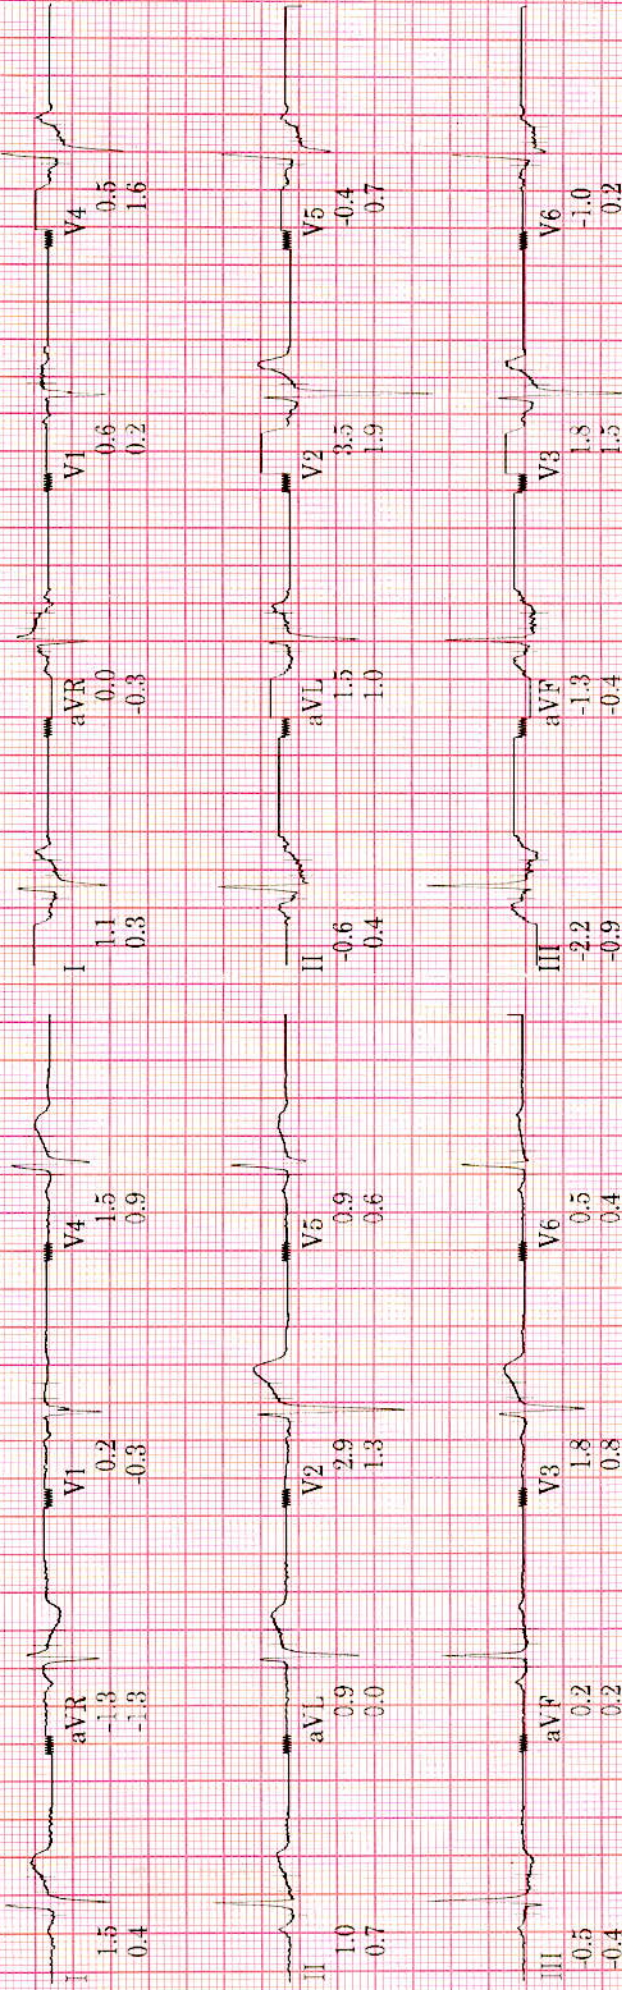 I aVR V1 V4 I aVR V1 V4
1.5 -1.3 0.2 1.5 1.1 0.0 0.6 0.5
0.4 -1.3 -0.3 0.9 0.3 -0.3 0.2 1.6
II aVL V2 V5 II aVL V2 V5
1.0 0.9 2.9 0.9 -0.6 1.5 3.5 -0.4
0.7 0.0 1.3 0.6 0.4 1.0 1.9 0.7
III aVF V3 V6 III aVF V3 V6
-0.5 0.2 1.8 0.5 -2.2 -1.3 1.8 -1.0
-0.4 0.2 0.8 0.4 -0.9 -0.4 1.5 0.2